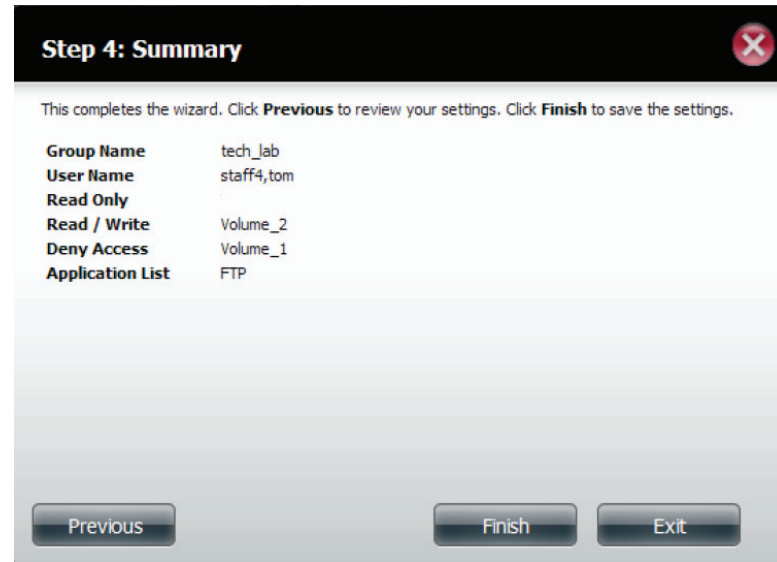 Step 4: Summary
This completes the wizard. Click Previous to review your settings. Click Finish to save the settings.
Group Name tech_lab
User Name staff4,tom
Read Only
Read / Write Volume_2
Deny Access Volume_1
Application List FTP
Previous Finish Exit